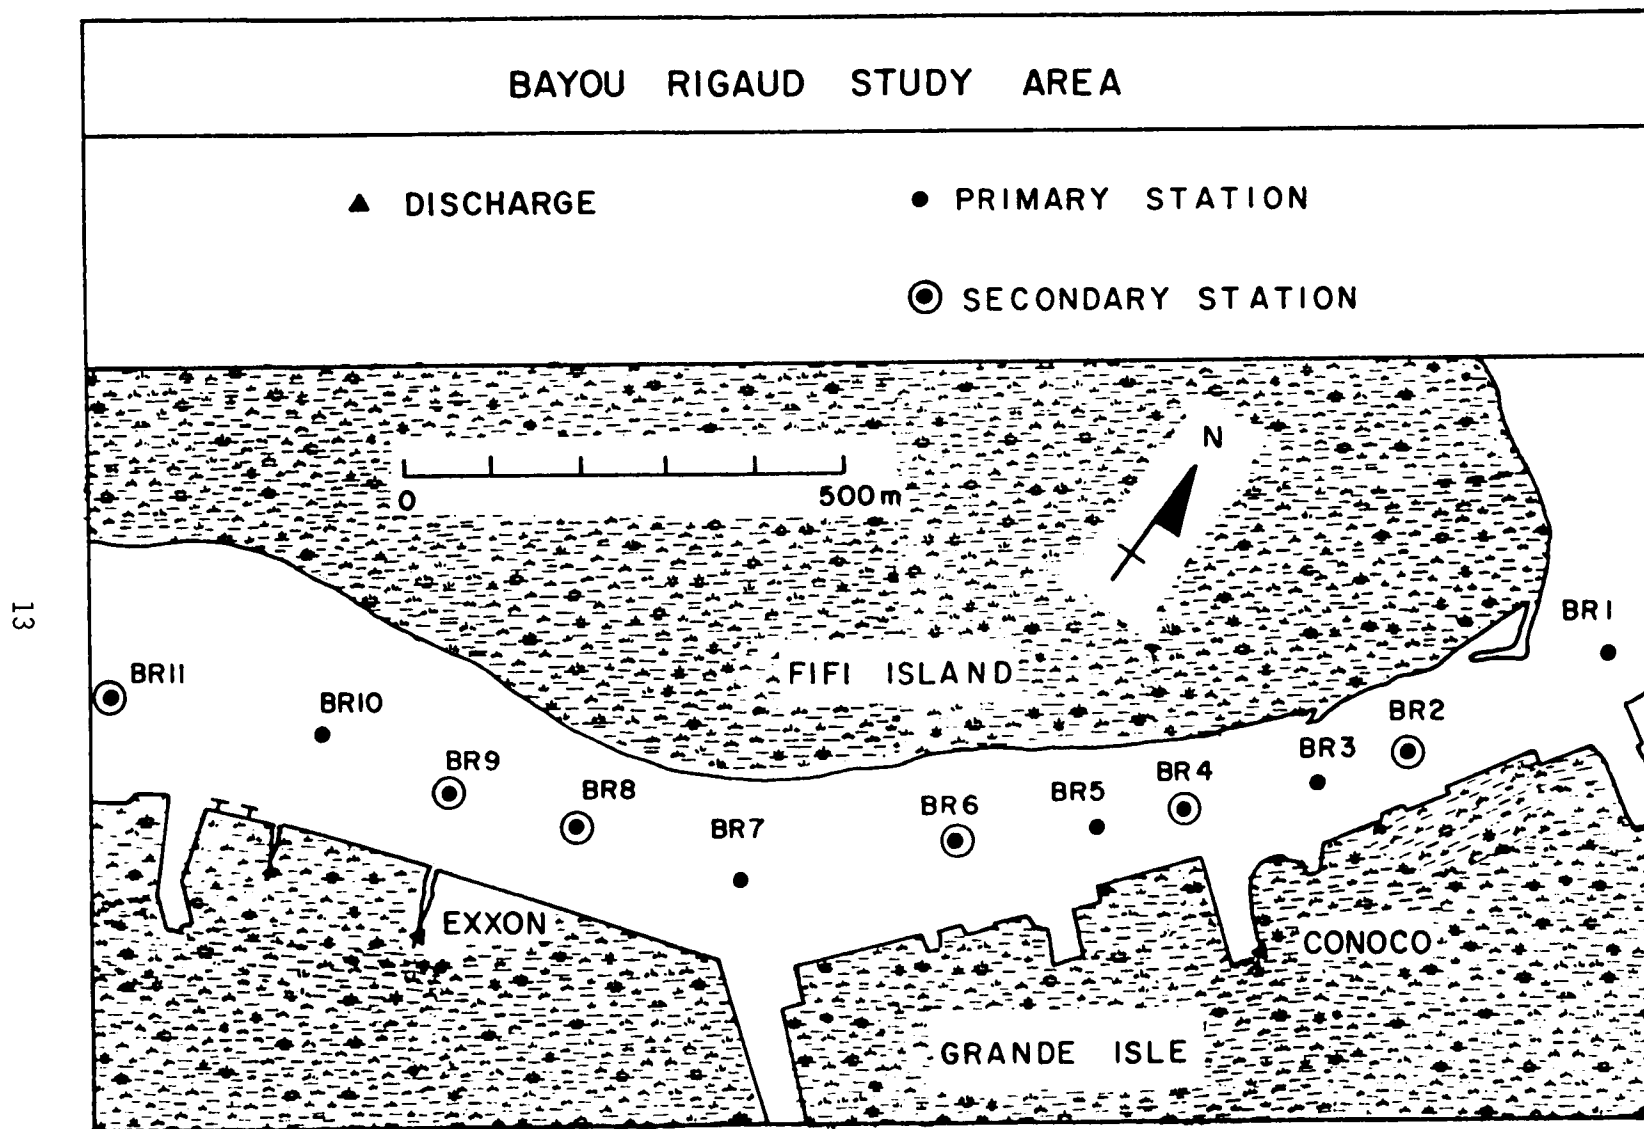 BAYOU RIGAUD STUDY AREA
DISCHARGE
PRIMARY STATION
SECONDARY STATION
N
0 500m
13
BR1
FIFI ISLAND
BR11
BR10
BR2
BR3
BR9
BR8
BR4
BR5
BR6
BR7
EXXON
CONOCO
GRANDE ISLE